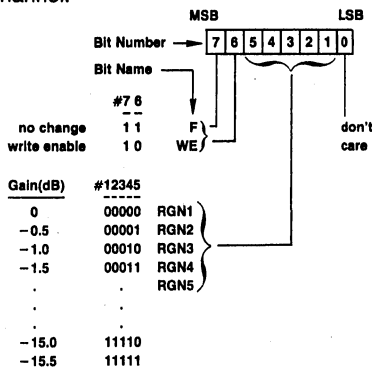 MSB LSB
Bit Number 7 6 5 4 3 2 1 0
Bit Name
#7 6
no change 1 1 F don't
write enable 1 0 WE care
Gain(dB) #12345
0 00000 RGN1
−0.5 00001 RGN2
−1.0 00010 RGN3
−1.5 00011 RGN4
. . RGN5
. .
. .
−15.0 11110
−15.5 11111